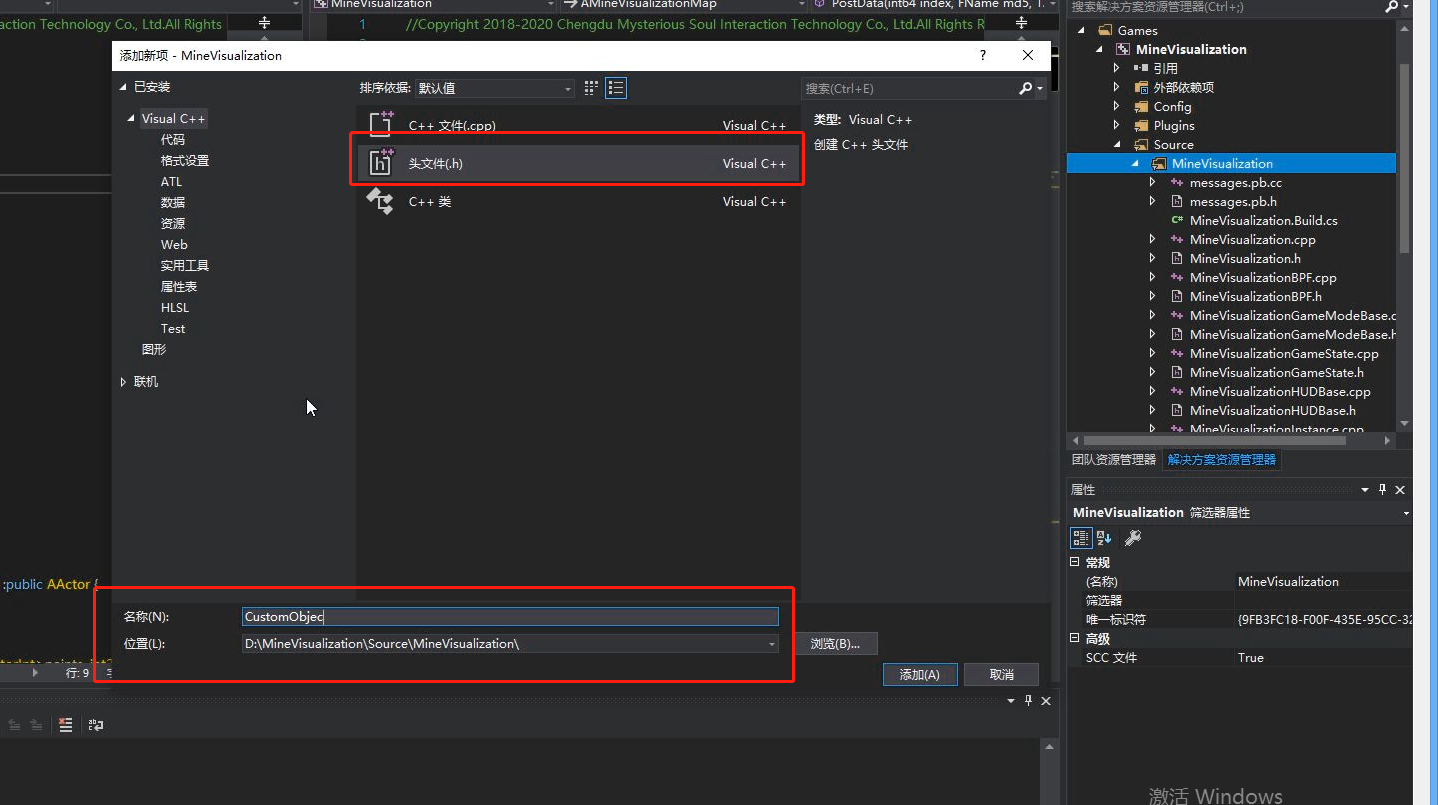 MineVisualization
AMineVisualizationMap
PostData(int64 index, FName md5,
搜索解决方案资源管理器(Ctrl+;)
action Technology Co., Ltd.All Rights
1 //Copyright 2018-2020 Chengdu Mysterious Soul Interaction Technology Co., Ltd.All Rights R
添加新项 - MineVisualization
?
已安装
Visual C++
代码
格式设置
ATL
数据
资源
Web
实用工具
属性表
HLSL
Test
图形
联机
排序依据: 默认值
搜索(Ctrl+E)
C++ 文件(.cpp) Visual C++
头文件(.h) Visual C++
C++ 类 Visual C++
类型: Visual C++
创建 C++ 头文件
:public AActor {
名称(N): CustomObjec
位置(L): D:\MineVisualization\Source\MineVisualization\
浏览(B)...
添加(A) 取消
行: 9
Games
MineVisualization
引用
外部依赖项
Config
Plugins
Source
MineVisualization
messages.pb.cc
messages.pb.h
MineVisualization.Build.cs
MineVisualization.cpp
MineVisualization.h
MineVisualizationBPF.cpp
MineVisualizationBPF.h
MineVisualizationGameModeBase.c
MineVisualizationGameModeBase.h
MineVisualizationGameState.cpp
MineVisualizationGameState.h
MineVisualizationHUDBase.cpp
MineVisualizationHUDBase.h
MineVisualizationInstance.cpp
团队资源管理器 解决方案资源管理器
属性
MineVisualization 筛选器属性
常规
(名称) MineVisualization
筛选器
唯一标识符 {9FB3FC18-F00F-435E-95CC-32
高级
SCC 文件 True
激活 Windows